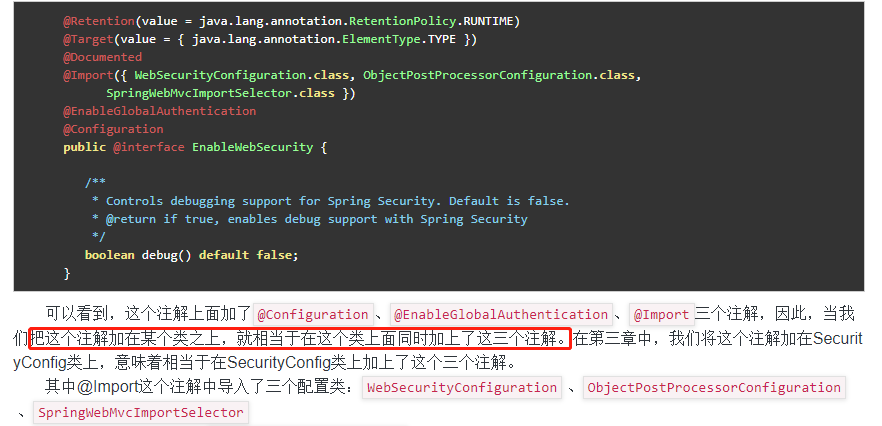 @Retention(value = java.lang.annotation.RetentionPolicy.RUNTIME)
@Target(value = { java.lang.annotation.ElementType.TYPE })
@Documented
@Import({ WebSecurityConfiguration.class, ObjectPostProcessorConfiguration.class,
SpringWebMvcImportSelector.class })
@EnableGlobalAuthentication
@Configuration
public @interface EnableWebSecurity {
/**
* Controls debugging support for Spring Security. Default is false.
* @return if true, enables debug support with Spring Security
*/
boolean debug() default false;
}
可以看到，这个注解上面加了 @Configuration 、 @EnableGlobalAuthentication 、 @Import 三个注解，因此，当我
们把这个注解加在某个类之上，就相当于在这个类上面同时加上了这三个注解。在第三章中，我们将这个注解加在Securit
yConfig类上，意味着相当于在SecurityConfig类上加上了这个三个注解。
其中@Import这个注解中导入了三个配置类： WebSecurityConfiguration 、 ObjectPostProcessorConfiguration
、 SpringWebMvcImportSelector